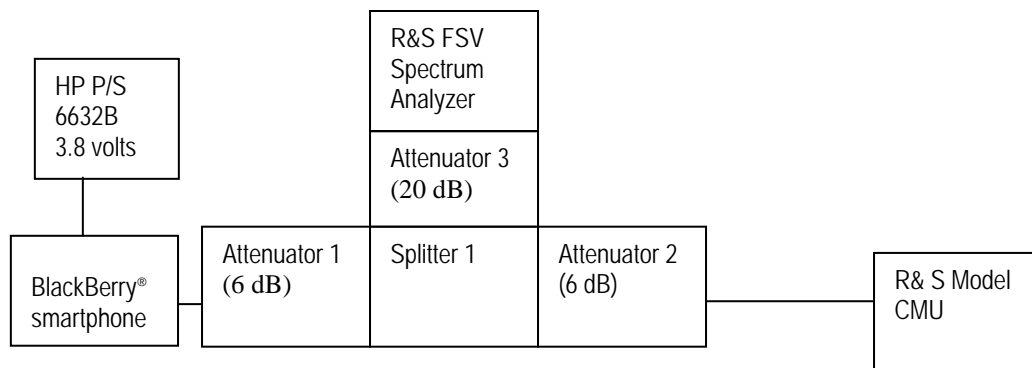 R&S FSV
Spectrum
Analyzer
HP P/S
6632B
3.8 volts
Attenuator 3
(20 dB)
BlackBerry®
smartphone
Attenuator 1
(6 dB)
Splitter 1
Attenuator 2
(6 dB)
R& S Model
CMU